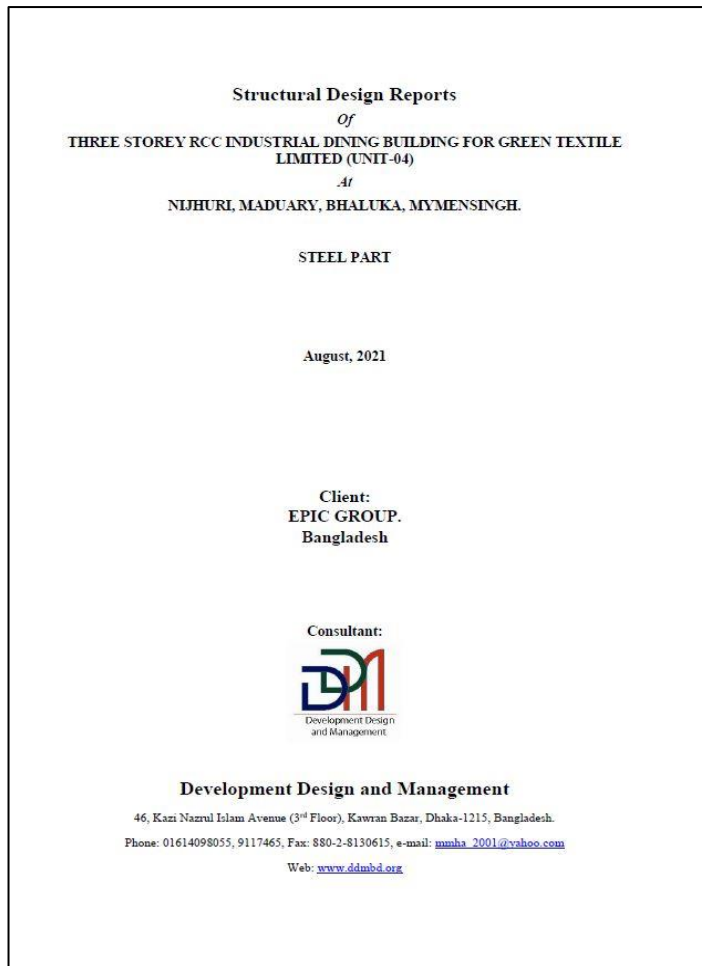 Structural Design Reports
Of
THREE STOREY RCC INDUSTRIAL DINING BUILDING FOR GREEN TEXTILE
LIMITED (UNIT-04)
At
NIJHURI, MADUARY, BHALUKA, MYMENSINGH.
STEEL PART
August, 2021
Client:
EPIC GROUP.
Bangladesh
Consultant:
DDM
Development Design
and Management
Development Design and Management
46, Kazi Nazrul Islam Avenue (3rd Floor), Kawran Bazar, Dhaka-1215, Bangladesh.
Phone: 01614098055, 9117465, Fax: 880-2-8130615, e-mail: mmha_2001@yahoo.com
Web: www.ddmbd.org